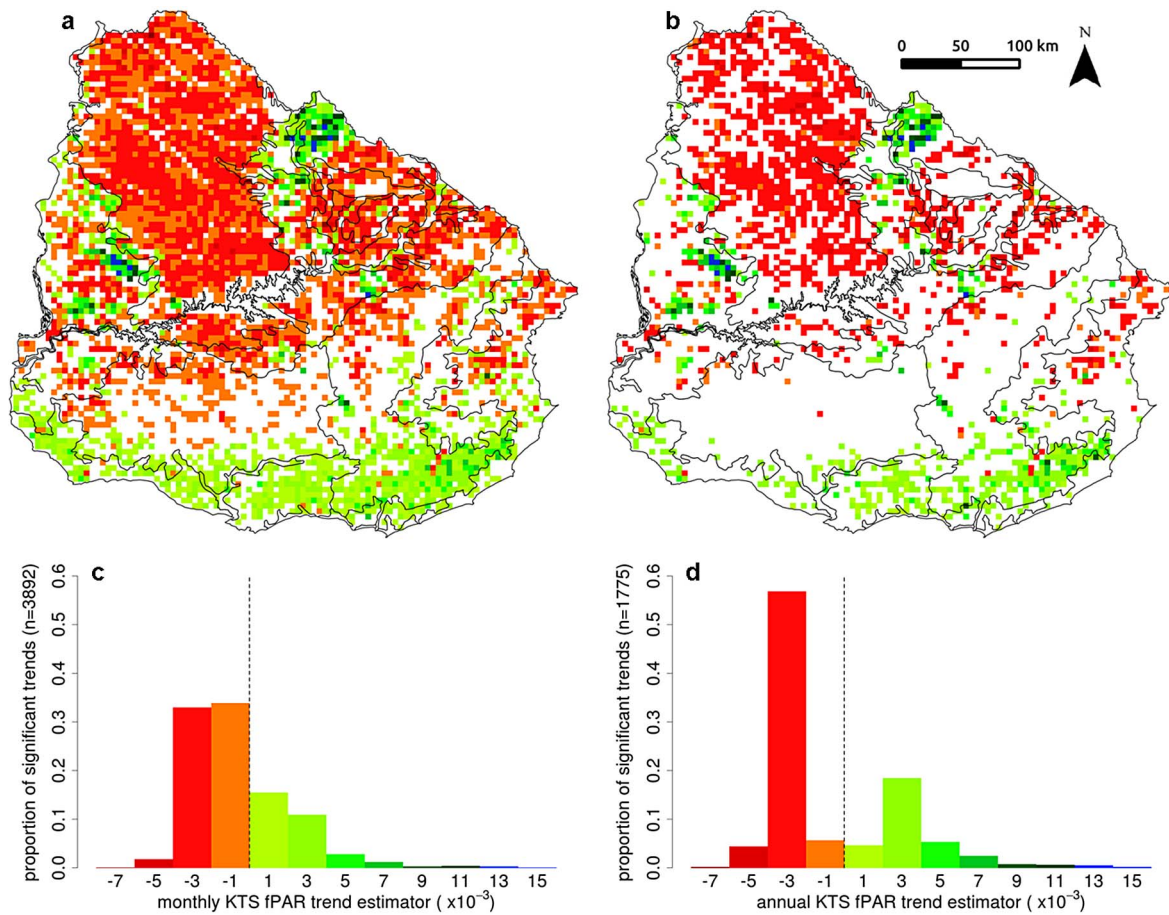 a
b
0 50 100 km
N
c
proportion of significant trends (n=3892)
0.0 0.1 0.2 0.3 0.4 0.5 0.6
-7 -5 -3 -1 1 3 5 7 9 11 13 15
monthly KTS fPAR trend estimator ( x10⁻³)
d
proportion of significant trends (n=1775)
0.0 0.1 0.2 0.3 0.4 0.5 0.6
-7 -5 -3 -1 1 3 5 7 9 11 13 15
annual KTS fPAR trend estimator ( x10⁻³)